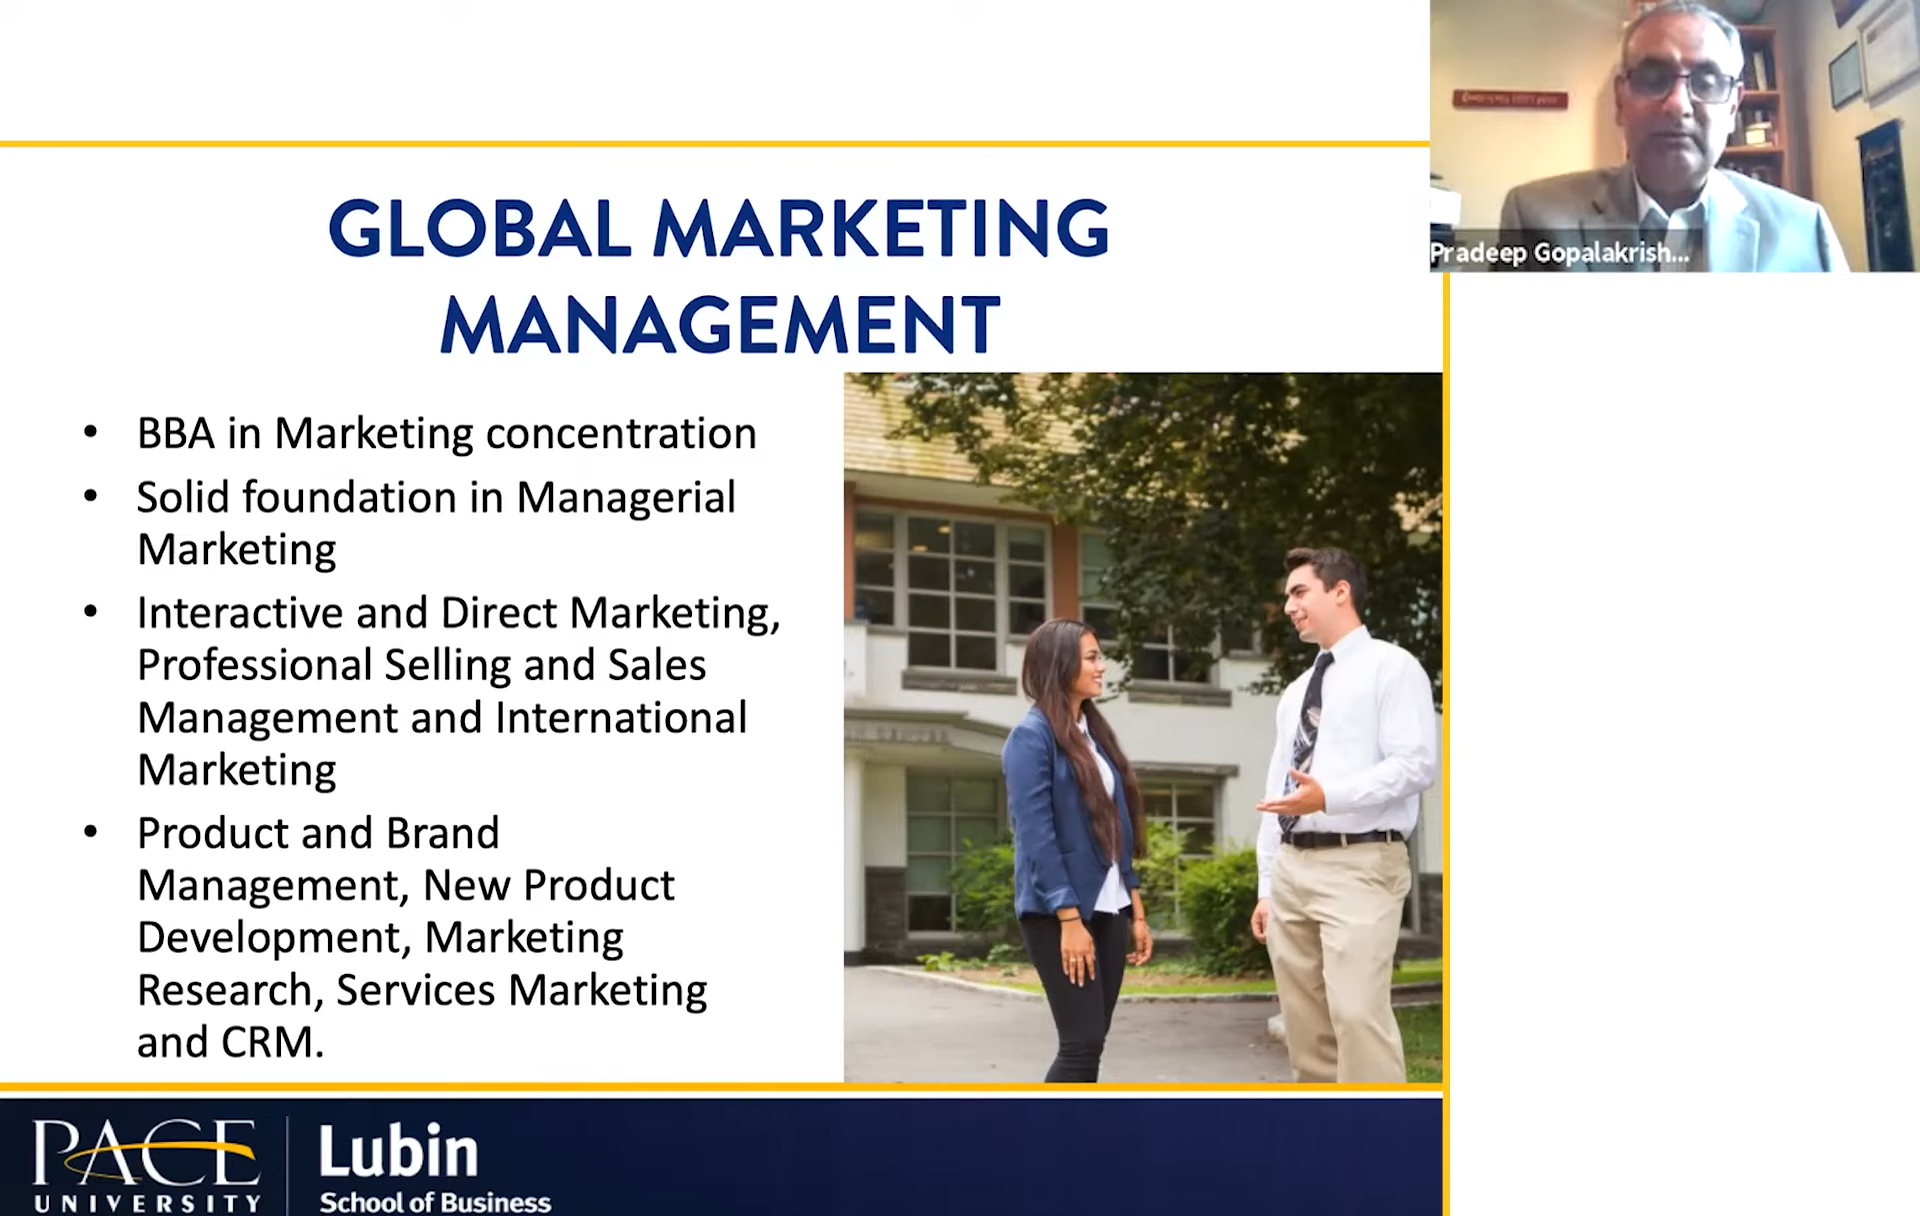 GLOBAL MARKETING
MANAGEMENT
• BBA in Marketing concentration
• Solid foundation in Managerial
Marketing
• Interactive and Direct Marketing,
Professional Selling and Sales
Management and International
Marketing
• Product and Brand
Management, New Product
Development, Marketing
Research, Services Marketing
and CRM.
PACE
UNIVERSITY
Lubin
School of Business
Pradeep Gopalakrish...